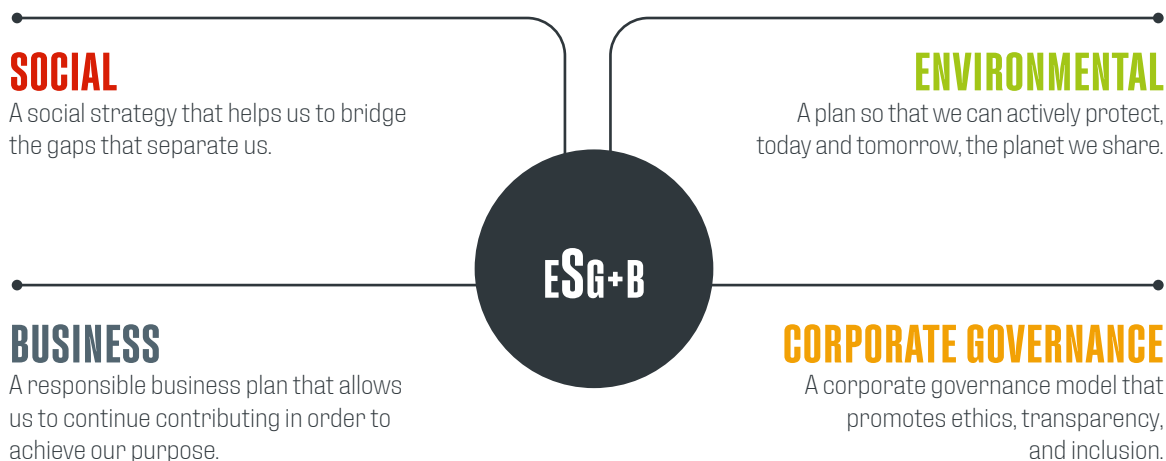 SOCIAL
A social strategy that helps us to bridge
the gaps that separate us.
ENVIRONMENTAL
A plan so that we can actively protect,
today and tomorrow, the planet we share.
ESG+B
BUSINESS
A responsible business plan that allows
us to continue contributing in order to
achieve our purpose.
CORPORATE GOVERNANCE
A corporate governance model that
promotes ethics, transparency,
and inclusion.